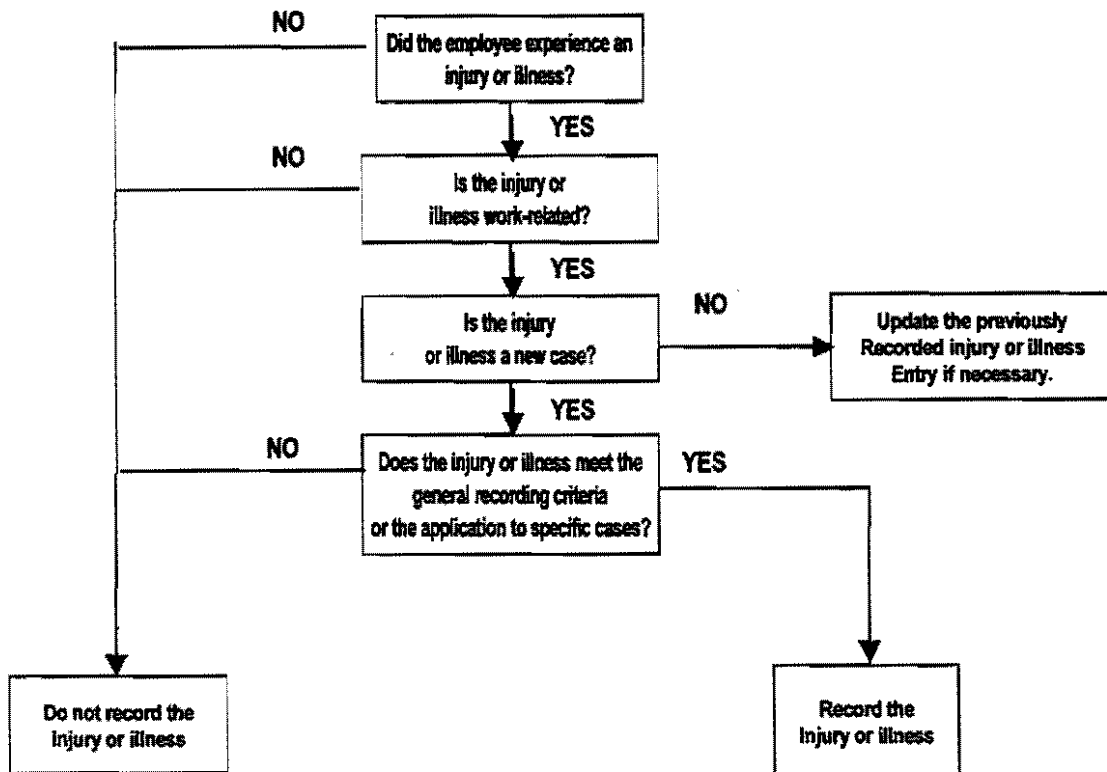 NO
Did the employee experience an
injury or illness?
YES
NO
Is the injury or
illness work-related?
YES
Is the injury
or illness a new case?
NO
Update the previously
Recorded injury or illness
Entry if necessary.
YES
NO
Does the injury or illness meet the
general recording criteria
or the application to specific cases?
YES
Do not record the
Injury or illness
Record the
Injury or illness